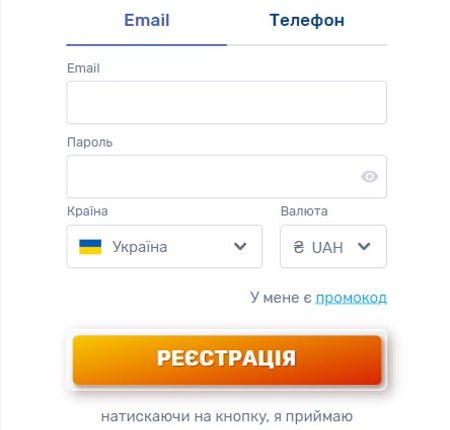 Email Телефон
Email
Пароль
Країна Валюта
Україна ₴ UAH
У мене є промокод
РЕЄСТРАЦІЯ
натискаючи на кнопку, я приймаю